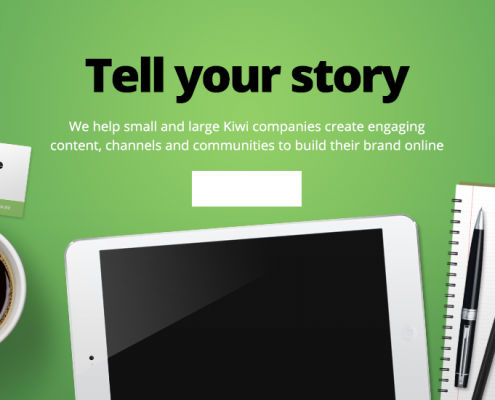 Tell your story
We help small and large Kiwi companies create engaging
content, channels and communities to build their brand online